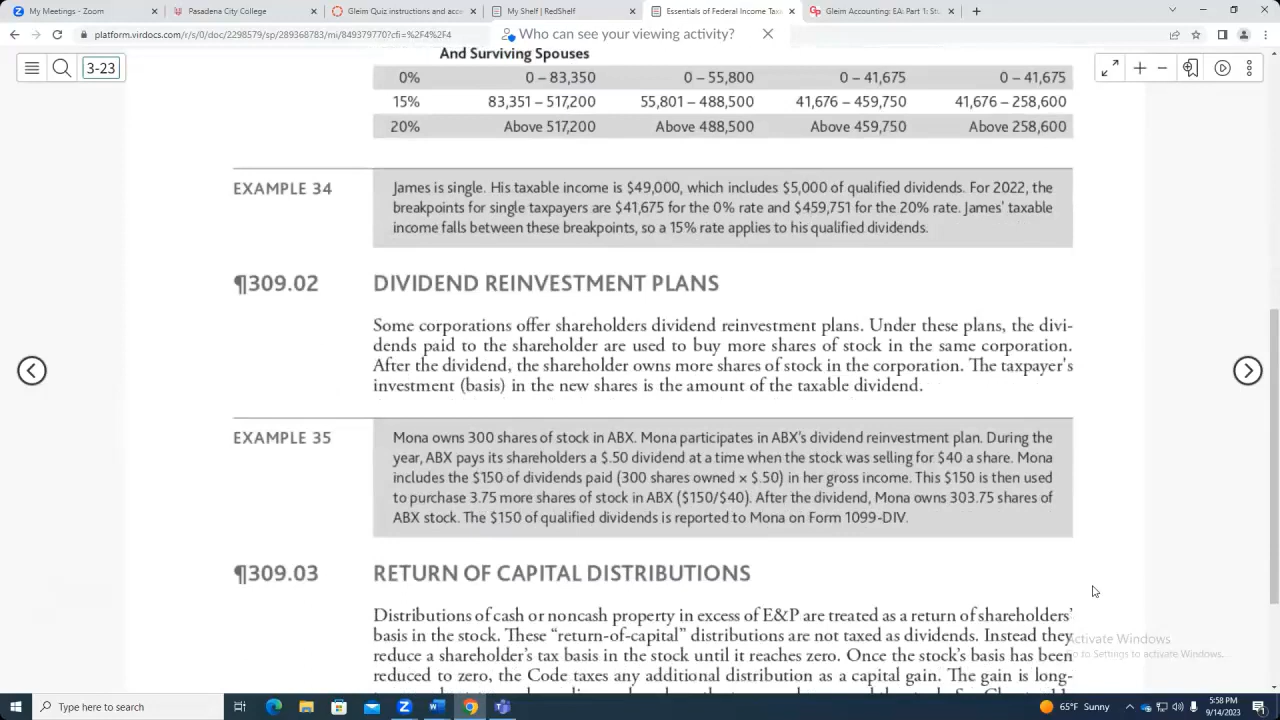 My Meetings - Zoom
Pasadena City College
Gleim Quiz instructions and acce
My Shelf | RedShelf
Essentials of Federal Income Tax
Gleim Accounting: EA: Part 1: St
platform.virdocs.com/r/s/0/doc/2298579/sp/289368783/mi/849379770?cfi=%2F4%2F4
Who can see your viewing activity?
3-23
And Surviving Spouses
0% 0 – 83,350 0 – 55,800 0 – 41,675 0 – 41,675
15% 83,351 – 517,200 55,801 – 488,500 41,676 – 459,750 41,676 – 258,600
20% Above 517,200 Above 488,500 Above 459,750 Above 258,600
EXAMPLE 34
James is single. His taxable income is $49,000, which includes $5,000 of qualified dividends. For 2022, the
breakpoints for single taxpayers are $41,675 for the 0% rate and $459,751 for the 20% rate. James' taxable
income falls between these breakpoints, so a 15% rate applies to his qualified dividends.
¶309.02 DIVIDEND REINVESTMENT PLANS
Some corporations offer shareholders dividend reinvestment plans. Under these plans, the divi-
dends paid to the shareholder are used to buy more shares of stock in the same corporation.
After the dividend, the shareholder owns more shares of stock in the corporation. The taxpayer's
investment (basis) in the new shares is the amount of the taxable dividend.
EXAMPLE 35
Mona owns 300 shares of stock in ABX. Mona participates in ABX's dividend reinvestment plan. During the
year, ABX pays its shareholders a $.50 dividend at a time when the stock was selling for $40 a share. Mona
includes the $150 of dividends paid (300 shares owned × $.50) in her gross income. This $150 is then used
to purchase 3.75 more shares of stock in ABX ($150/$40). After the dividend, Mona owns 303.75 shares of
ABX stock. The $150 of qualified dividends is reported to Mona on Form 1099-DIV.
¶309.03 RETURN OF CAPITAL DISTRIBUTIONS
Distributions of cash or noncash property in excess of E&P are treated as a return of shareholders'
basis in the stock. These “return-of-capital” distributions are not taxed as dividends. Instead they
reduce a shareholder's tax basis in the stock until it reaches zero. Once the stock's basis has been
reduced to zero, the Code taxes any additional distribution as a capital gain. The gain is long-
Activate Windows
Go to Settings to activate Windows.
Type here to search
65°F Sunny
5:58 PM
9/14/2023